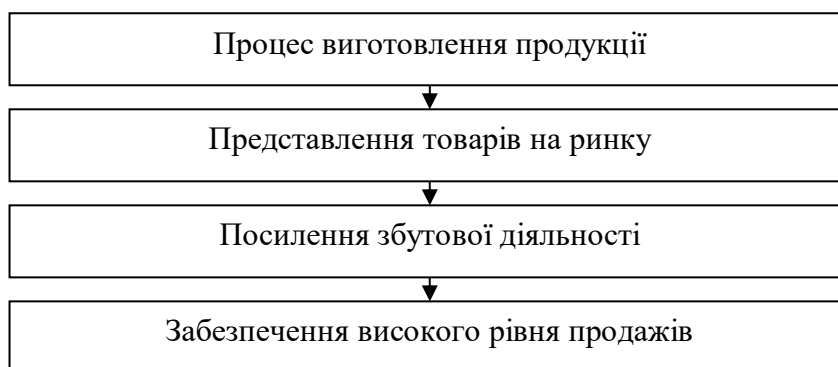 Процес виготовлення продукції
Представлення товарів на ринку
Посилення збутової діяльності
Забезпечення високого рівня продажів